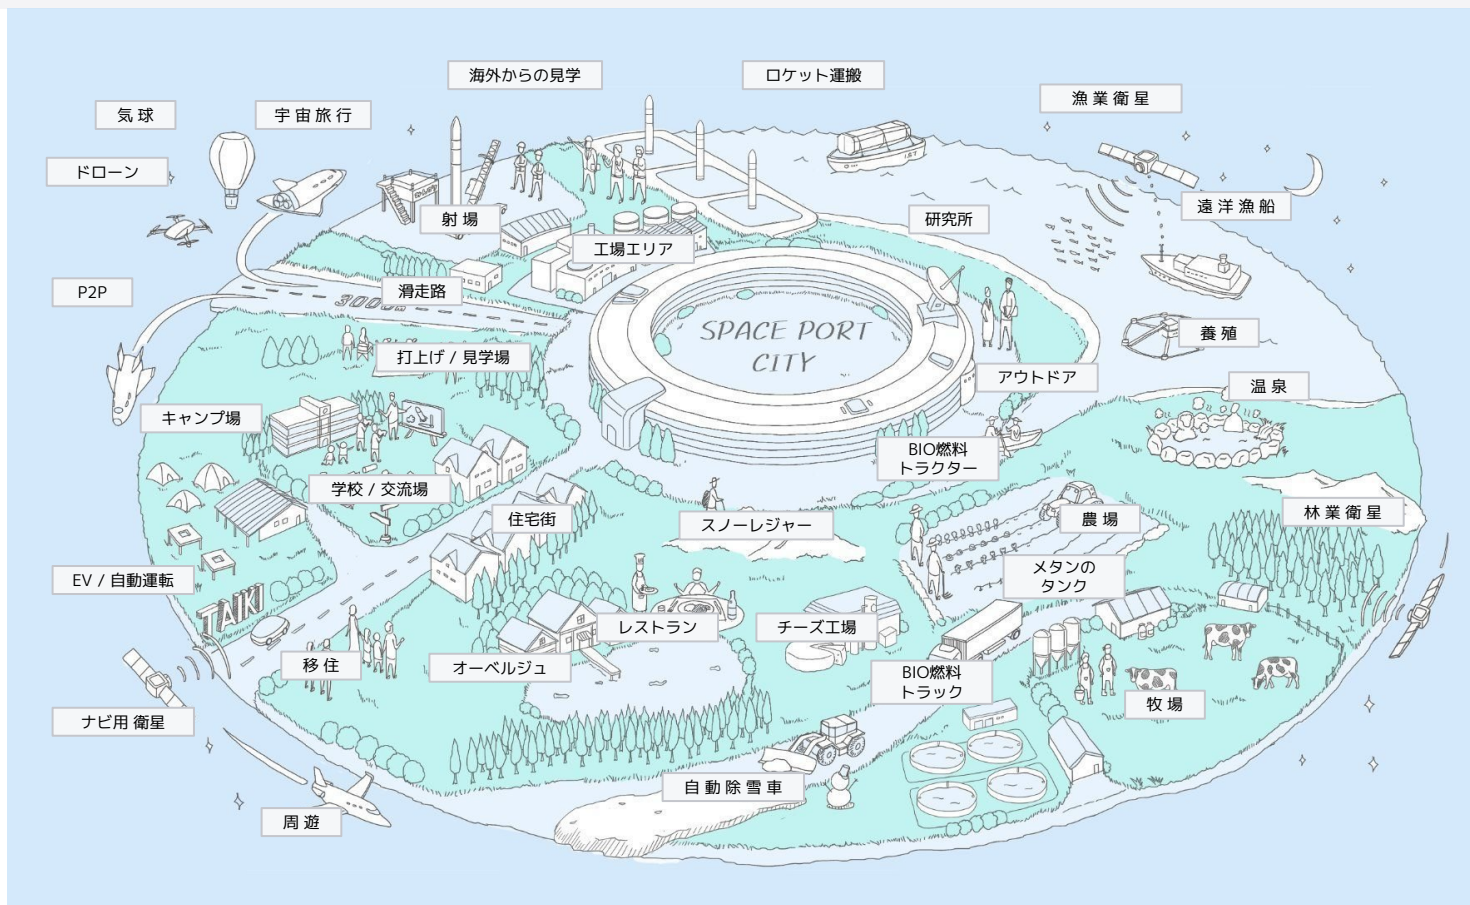 海外からの見学
ロケット運搬
漁業衛星
気球
宇宙旅行
ドローン
遠洋漁船
射場
研究所
工場エリア
P2P
滑走路
3000m
SPACE PORT
CITY
養殖
打上げ / 見学場
アウトドア
温泉
キャンプ場
BIO燃料
トラクター
学校 / 交流場
住宅街
スノーレジャー
農場
林業衛星
EV / 自動運転
メタンの
タンク
TAIKI
レストラン
チーズ工場
移住
オーベルジュ
BIO燃料
トラック
牧場
ナビ用 衛星
自動除雪車
周遊